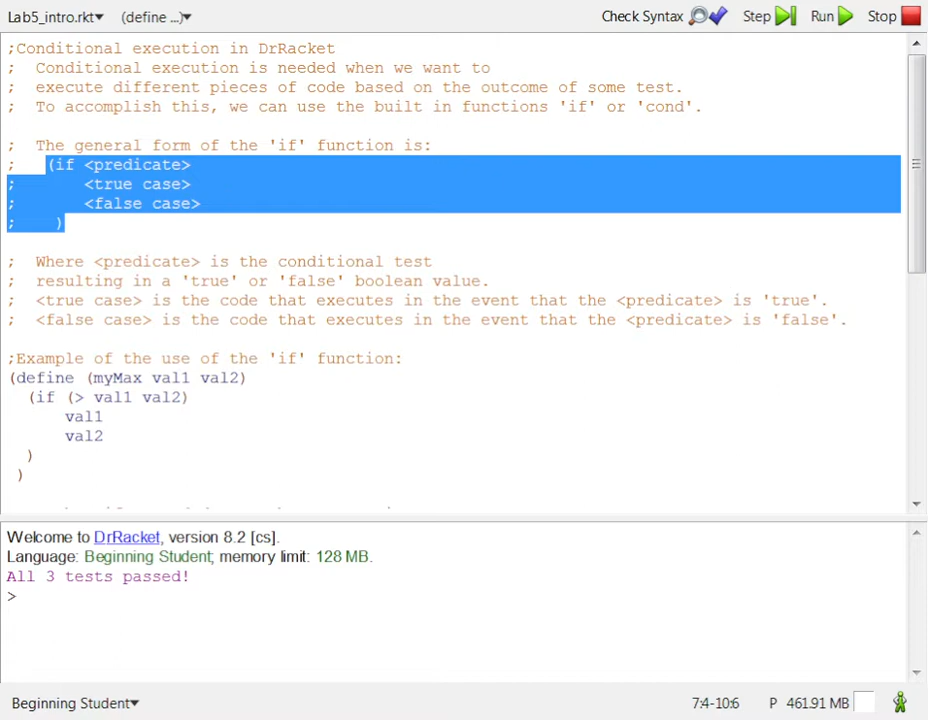 Lab5_intro.rkt▾ (define ...)▾ Check Syntax Step Run Stop
;Conditional execution in DrRacket
;  Conditional execution is needed when we want to
;  execute different pieces of code based on the outcome of some test.
;  To accomplish this, we can use the built in functions 'if' or 'cond'.
;  The general form of the 'if' function is:
;    (if <predicate>
;        <true case>
;        <false case>
;     )
;  Where <predicate> is the conditional test
;  resulting in a 'true' or 'false' boolean value.
;  <true case> is the code that executes in the event that the <predicate> is 'true'.
;  <false case> is the code that executes in the event that the <predicate> is 'false'.
;Example of the use of the 'if' function:
(define (myMax val1 val2)
  (if (> val1 val2)
      val1
      val2
  )
 )
Welcome to DrRacket, version 8.2 [cs].
Language: Beginning Student; memory limit: 128 MB.
All 3 tests passed!
>
Beginning Student▾ 7:4-10:6 P 461.91 MB